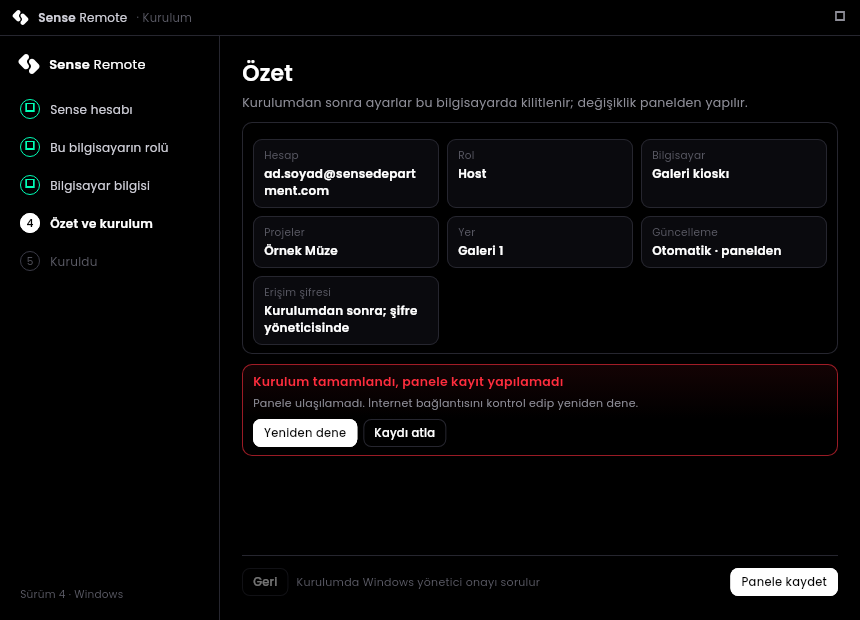 Sense Remote · Kurulum
Sense Remote
Sense hesabı
Bu bilgisayarın rolü
Bilgisayar bilgisi
4 Özet ve kurulum
5 Kuruldu
Sürüm 4 · Windows
Özet
Kurulumdan sonra ayarlar bu bilgisayarda kilitlenir; değişiklik panelden yapılır.
Hesap
ad.soyad@sensedepart
ment.com
Rol
Host
Bilgisayar
Galeri kioskı
Projeler
Örnek Müze
Yer
Galeri 1
Güncelleme
Otomatik · panelden
Erişim şifresi
Kurulumdan sonra; şifre
yöneticisinde
Kurulum tamamlandı, panele kayıt yapılamadı
Panele ulaşılamadı. İnternet bağlantısını kontrol edip yeniden dene.
Yeniden dene
Kaydı atla
Geri
Kurulumda Windows yönetici onayı sorulur
Panele kaydet